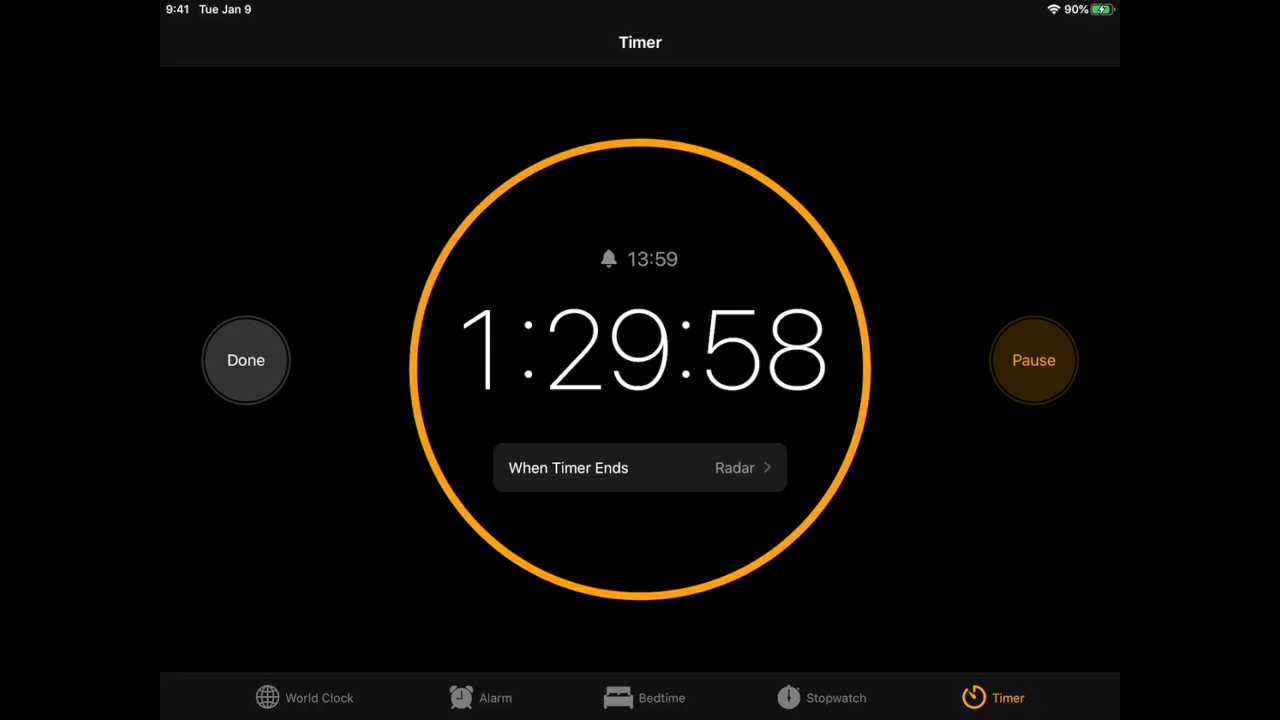 9:41 Tue Jan 9 90%
Timer
13:59
1:29:58
Done
Pause
When Timer Ends Radar
World Clock Alarm Bedtime Stopwatch Timer